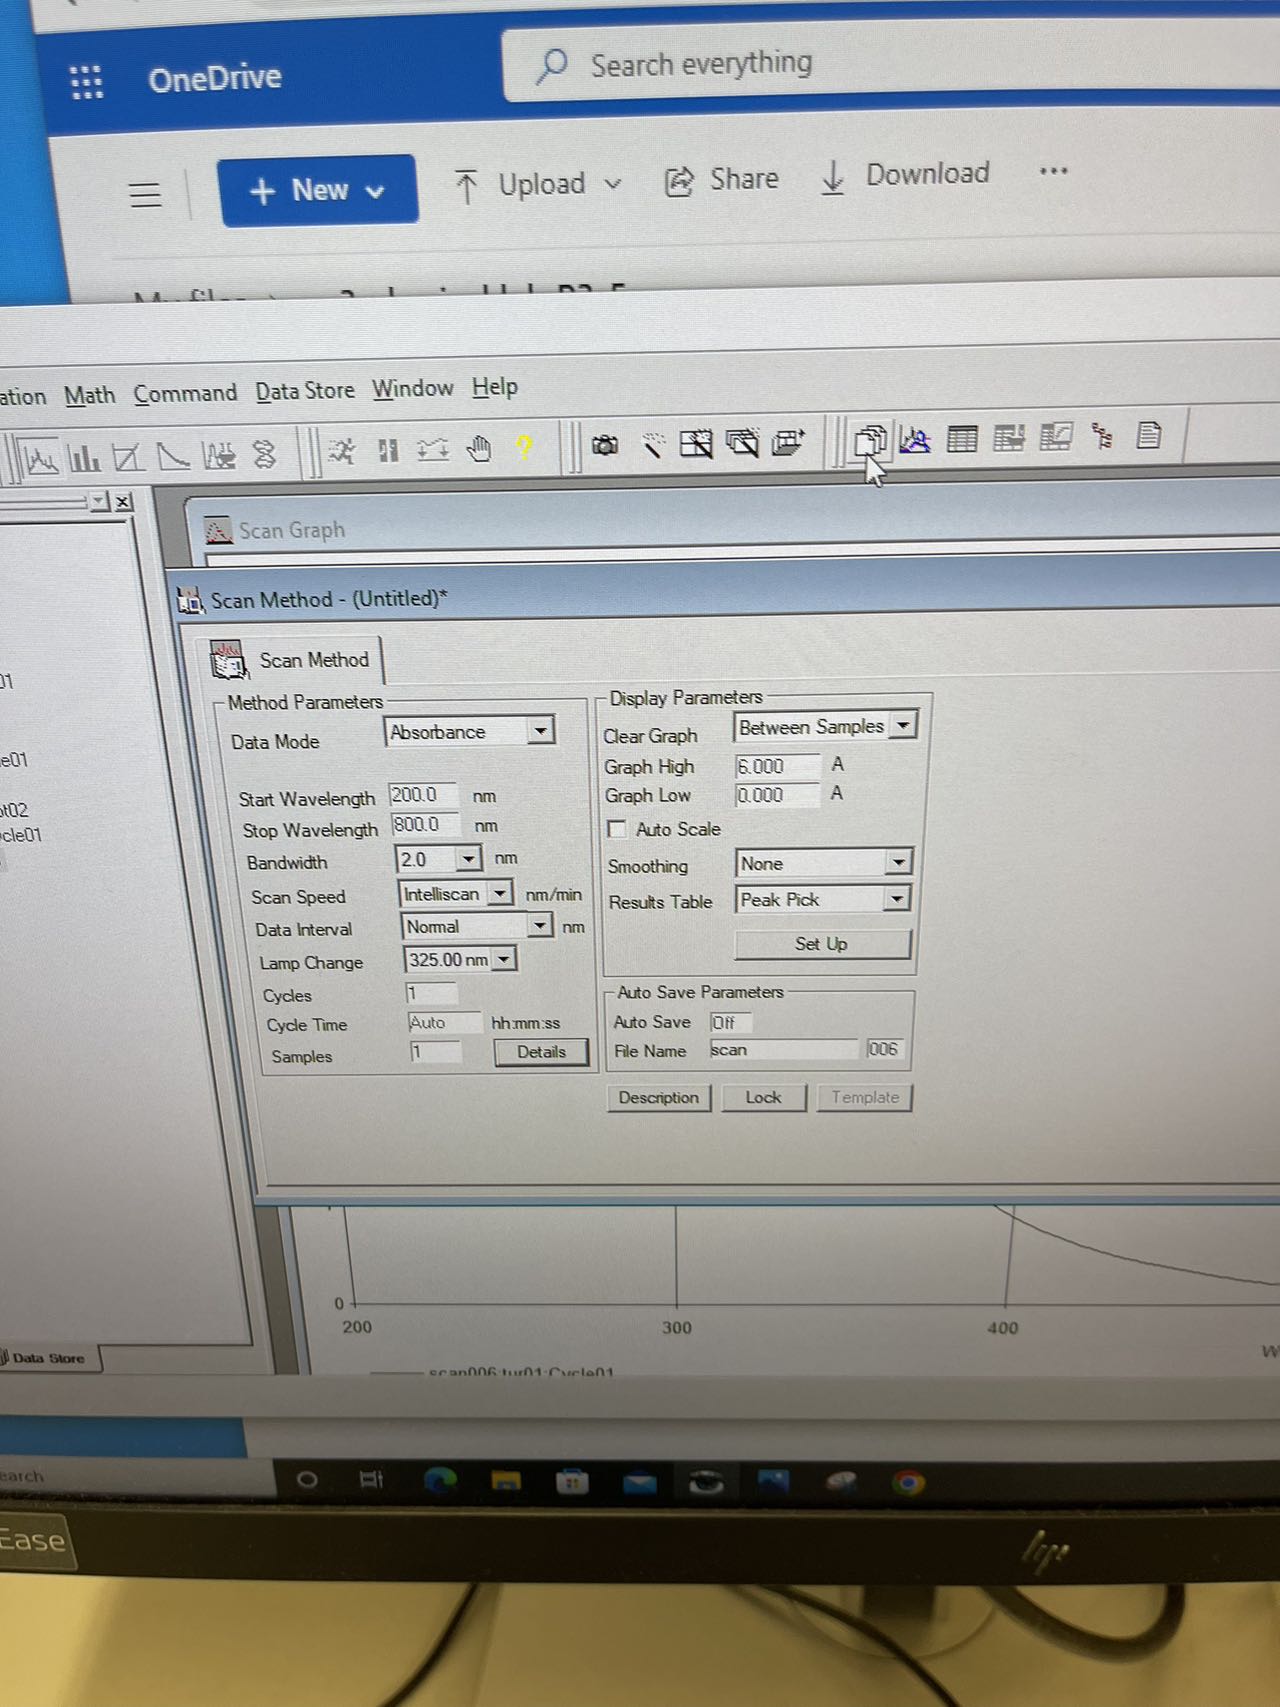 OneDrive
Search everything
New
Upload
Share
Download
ation Math Command Data Store Window Help
Scan Graph
Scan Method - (Untitled)*
Scan Method
Method Parameters
Data Mode Absorbance
Start Wavelength 200.0 nm
Stop Wavelength 800.0 nm
Bandwidth 2.0 nm
Scan Speed Intelliscan nm/min
Data Interval Normal nm
Lamp Change 325.00 nm
Cycles 1
Cycle Time Auto hh:mm:ss
Samples 1 Details
Display Parameters
Clear Graph Between Samples
Graph High 6.000 A
Graph Low 0.000 A
Auto Scale
Smoothing None
Results Table Peak Pick
Set Up
Auto Save Parameters
Auto Save Off
File Name scan 006
Description Lock Template
01
e01
ot02
cle01
0
200 300 400
W
Data Store
scan006:tur01:Cycle01
earch
Ease
hp